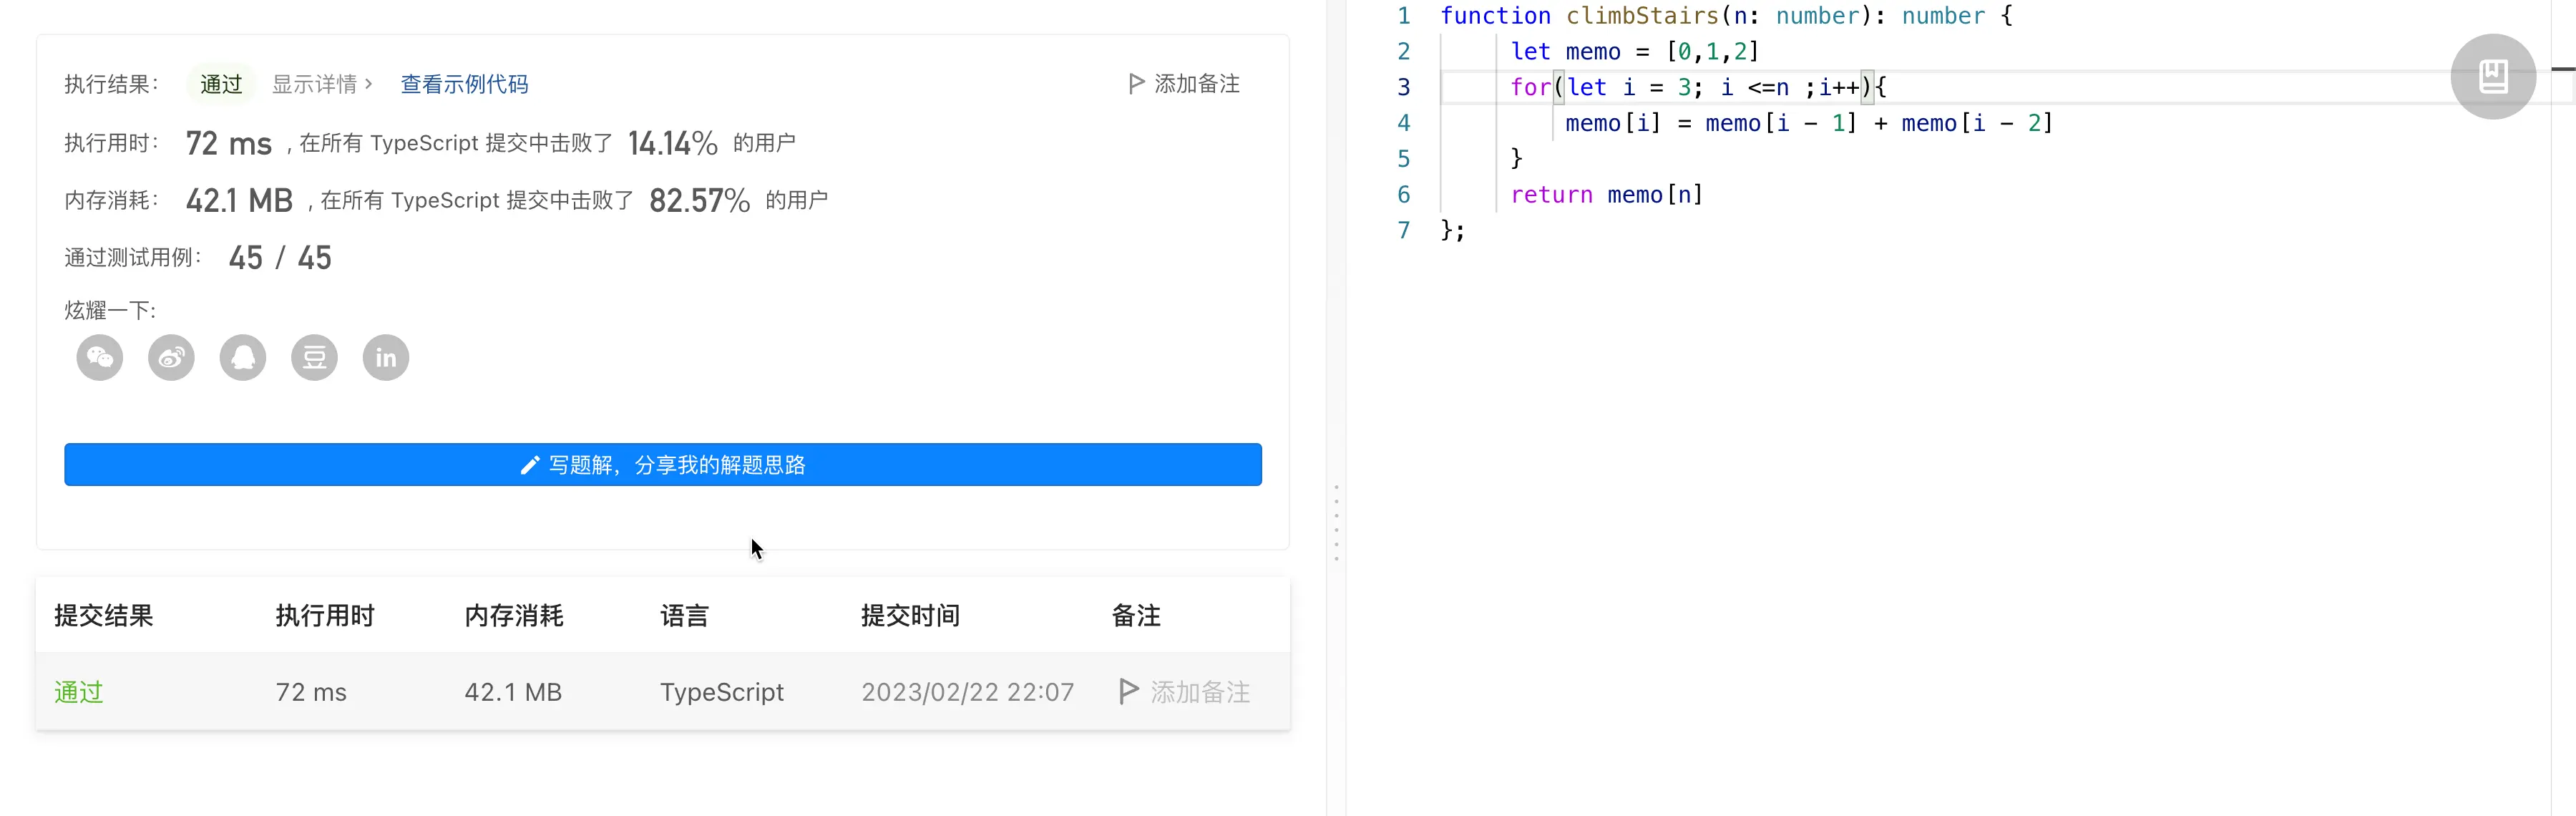 执行结果： 通过 显示详情 › 查看示例代码 添加备注
执行用时： 72 ms , 在所有 TypeScript 提交中击败了 14.14% 的用户
内存消耗： 42.1 MB , 在所有 TypeScript 提交中击败了 82.57% 的用户
通过测试用例： 45 / 45
炫耀一下:
豆 in
写题解，分享我的解题思路
提交结果 执行用时 内存消耗 语言 提交时间 备注
通过 72 ms 42.1 MB TypeScript 2023/02/22 22:07 添加备注
1 function climbStairs(n: number): number {
2 let memo = [0,1,2]
3 for(let i = 3; i <=n ;i++){
4 memo[i] = memo[i - 1] + memo[i - 2]
5 }
6 return memo[n]
7 };